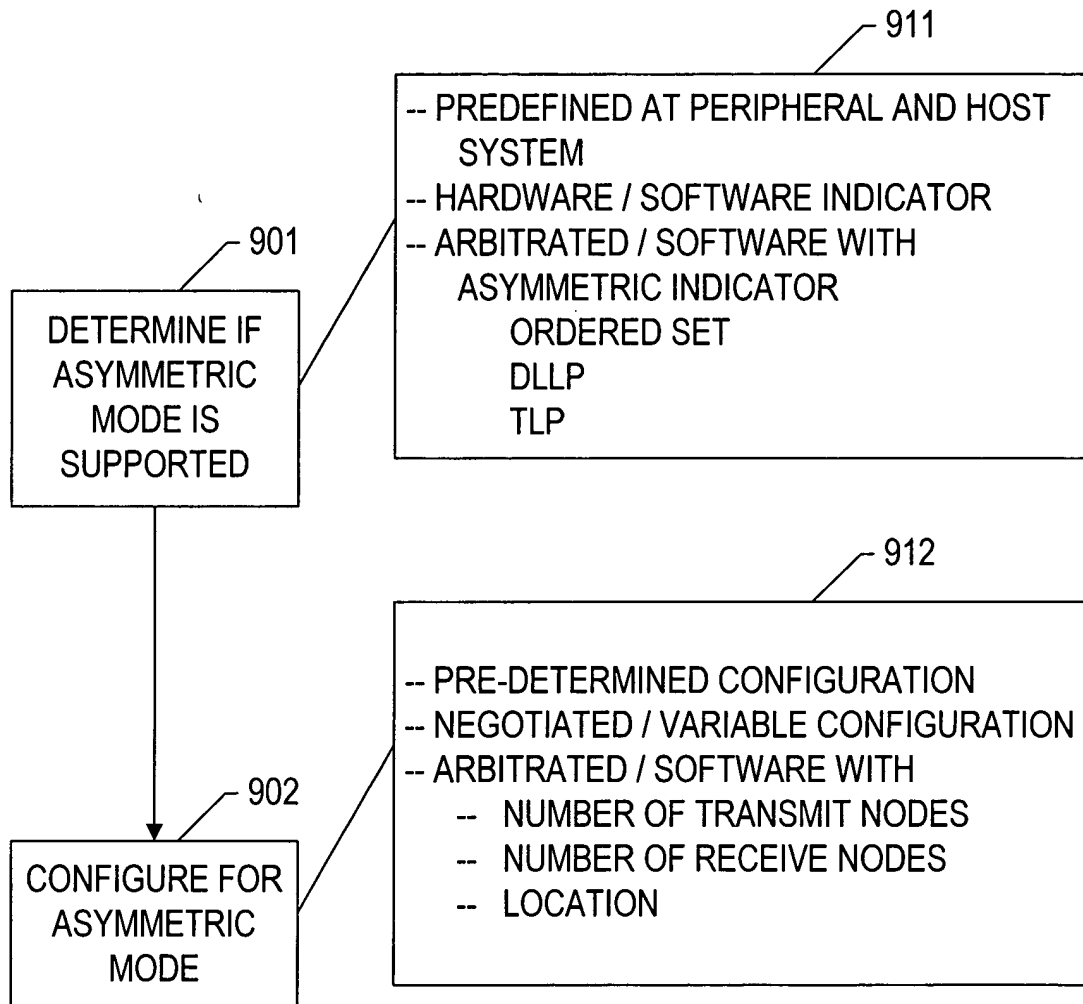 911
-- PREDEFINED AT PERIPHERAL AND HOST
SYSTEM
-- HARDWARE / SOFTWARE INDICATOR
-- ARBITRATED / SOFTWARE WITH
ASYMMETRIC INDICATOR
ORDERED SET
DLLP
TLP
901
DETERMINE IF
ASYMMETRIC
MODE IS
SUPPORTED
912
-- PRE-DETERMINED CONFIGURATION
-- NEGOTIATED / VARIABLE CONFIGURATION
-- ARBITRATED / SOFTWARE WITH
-- NUMBER OF TRANSMIT NODES
-- NUMBER OF RECEIVE NODES
-- LOCATION
902
CONFIGURE FOR
ASYMMETRIC
MODE